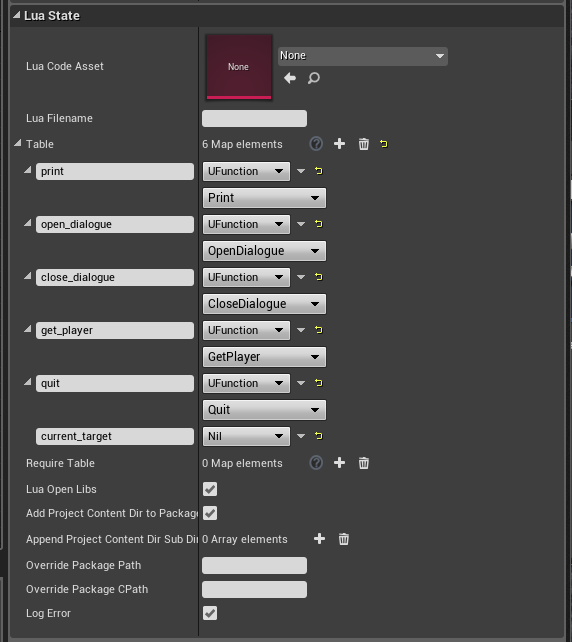 Lua State
Lua Code Asset
None
None
Lua Filename
Table
6 Map elements
print
UFunction
Print
open_dialogue
UFunction
OpenDialogue
close_dialogue
UFunction
CloseDialogue
get_player
UFunction
GetPlayer
quit
UFunction
Quit
current_target
Nil
Require Table
0 Map elements
Lua Open Libs
Add Project Content Dir to Package
Append Project Content Dir Sub Dir
0 Array elements
Override Package Path
Override Package CPath
Log Error